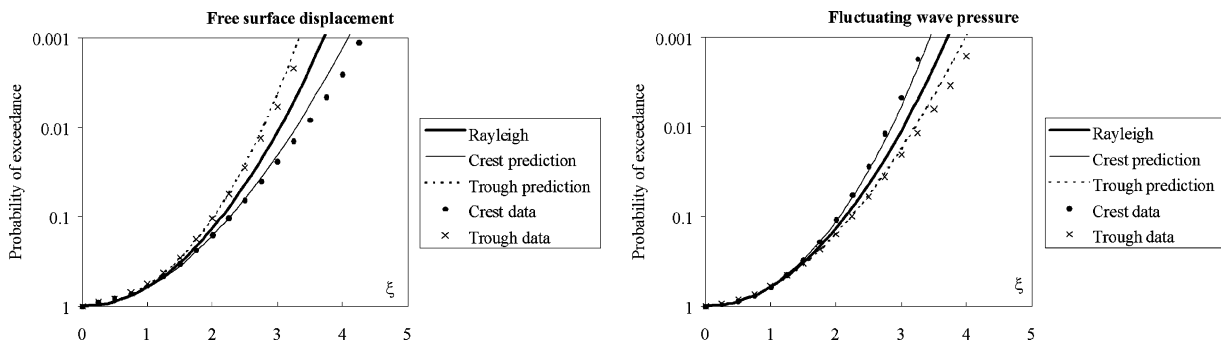 Free surface displacement
0.001
0.01
0.1
1
Probability of exceedance
0 1 2 3 4 5
ξ
Rayleigh
Crest prediction
Trough prediction
Crest data
Trough data
Fluctuating wave pressure
0.001
0.01
0.1
1
Probability of exceedance
0 1 2 3 4 5
ξ
Rayleigh
Crest prediction
Trough prediction
Crest data
Trough data